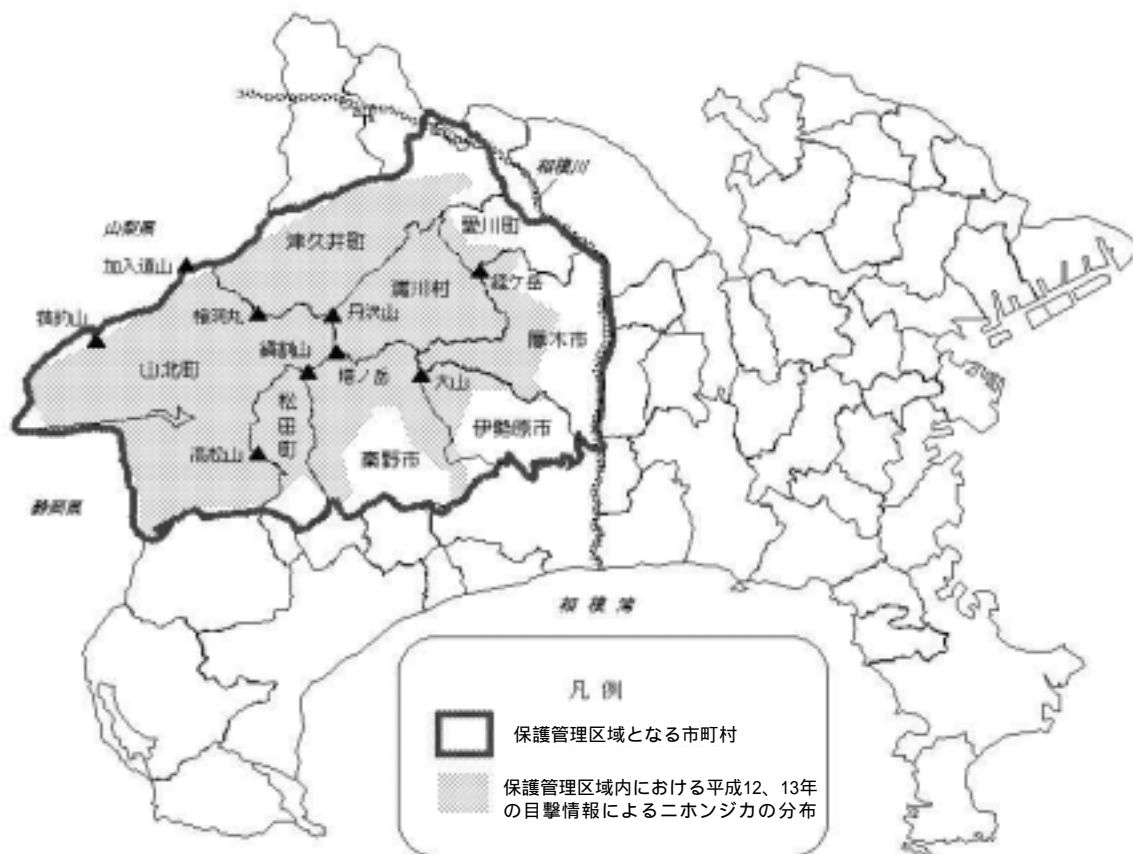 相模川
愛川町
山梨県
津久井町
加入道山
経ケ岳
清川村
檜洞丸
丹沢山
厚木市
鍋割山
山北町
塔ノ岳
大山
松田町
伊勢原市
高松山
秦野市
静岡県
相模湾
凡例
保護管理区域となる市町村
保護管理区域内における平成12、13年
の目撃情報によるニホンジカの分布